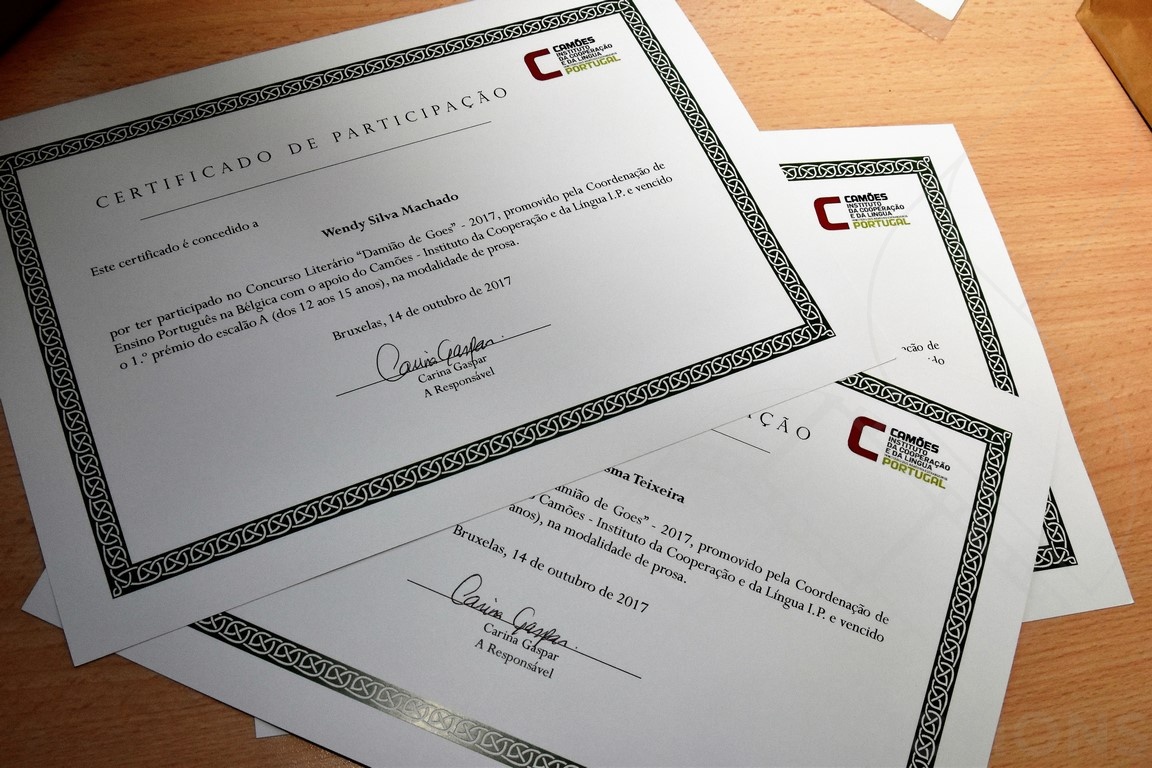 CAMÕES
INSTITUTO
DA COOPERAÇÃO
E DA LÍNGUA
PORTUGAL
CERTIFICADO DE PARTICIPAÇÃO
Este certificado é concedido a
Wendy Silva Machado
por ter participado no Concurso Literário “Damião de Goes” - 2017, promovido pela Coordenação de
Ensino Português na Bélgica com o apoio do Camões - Instituto da Cooperação e da Língua I.P. e vencido
o 1.º prémio do escalão A (dos 12 aos 15 anos), na modalidade de prosa.
Bruxelas, 14 de outubro de 2017
Carina Gaspar
Carina Gaspar
A Responsável
CAMÕES
INSTITUTO
DA COOPERAÇÃO
E DA LÍNGUA
PORTUGAL
de
CAMÕES
INSTITUTO
DA COOPERAÇÃO
E DA LÍNGUA
PORTUGAL
ÇÃO
Teixeira
de Goes” - 2017, promovido pela Coordenação de
Camões - Instituto da Cooperação e da Língua I.P. e vencido
anos), na modalidade de prosa.
Bruxelas, 14 de outubro de 2017
Carina Gaspar
Carina Gaspar
A Responsável